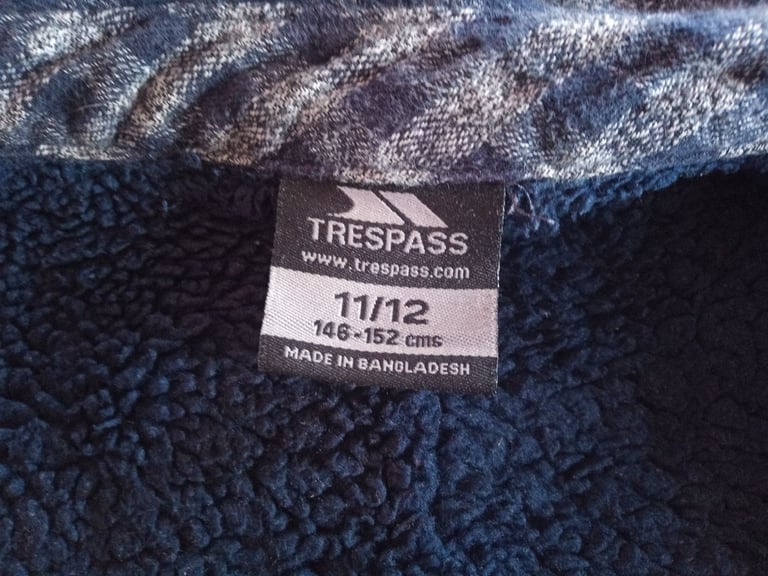 TRESPASS
www.trespass.com
11/12
146-152 cms
MADE IN BANGLADESH